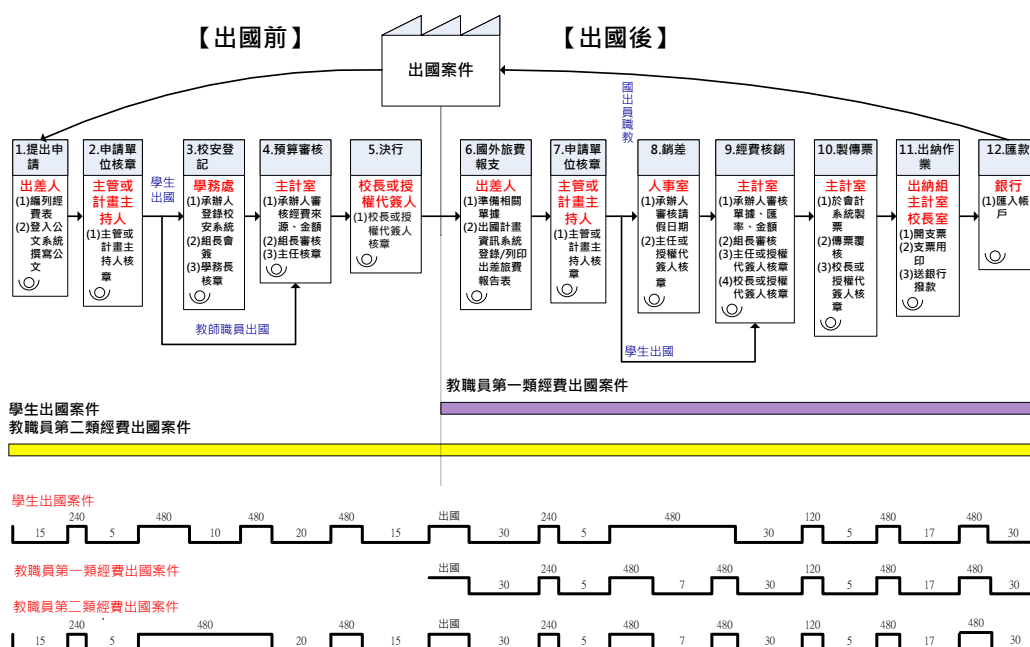 【出國前】
【出國後】
出國案件
國出員職教
1.提出申
請
出差人
(1)編列經
費表
(2)登入公
文系統
撰寫公
文
2.申請單
位核章
主管或
計畫主
持人
(1)主管或
計畫主
持人核
章
學生
出國
3.校安登
記
學務處
(1)承辦人
登錄校
安系統
(2)組長會
簽
(3)學務長
核章
4.預算審核
主計室
(1)承辦人審
核經費來
源、金額
(2)組長審核
(3)主任核章
5.決行
校長或授
權代簽人
(1)校長或授
權代簽人
核章
教師職員出國
6.國外旅費
報支
出差人
(1)準備相關
單據
(2)出國計畫
資訊系統
登錄/列印
出差旅費
報告表
7.申請單
位核章
主管或
計畫主
持人
(1)主管或
計畫主
持人核
章
8.銷差
人事室
(1)承辦人
審核請
假日期
(2)主任或
授權代
簽人核
章
9.經費核銷
主計室
(1)承辦人審核
單據、匯
率、金額
(2)組長審核
(3)主任或授權
代簽人核章
(4)校長或授權
代簽人核章
學生出國
10.製傳票
主計室
(1)於會計
系統製
票
(2)傳票覆
核
(3)校長或
授權代
簽人核
章
11.出納作
業
出納組
主計室
校長室
(1)開支票
(2)支票用
印
(3)送銀行
撥款
12.匯款
銀行
(1)匯入帳
戶
教職員第一類經費出國案件
學生出國案件
教職員第二類經費出國案件
學生出國案件
240 480 480 480 出國 240 480 120 480 480
15 5 10 20 15 30 5 30 5 17 30
教職員第一類經費出國案件
出國 240 480 480 120 480 480
30 5 7 30 5 17 30
教職員第二類經費出國案件
240 480 480 出國 240 480 480 120 480 480
15 5 20 15 30 5 7 30 5 17 30